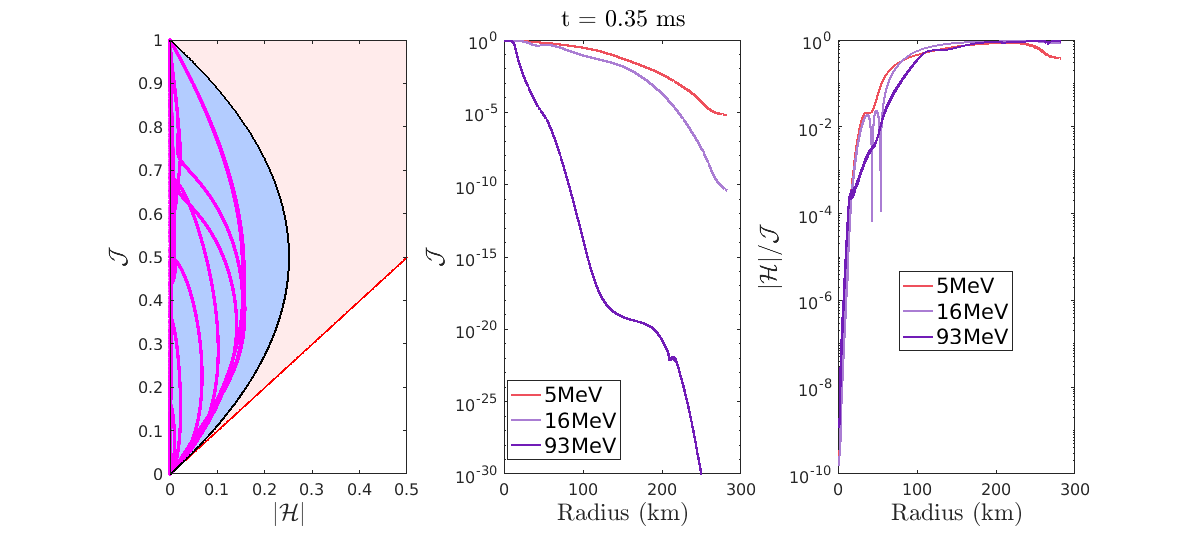 t = 0.35 ms
1
0.9
0.8
0.7
0.6
0.5
0.4
0.3
0.2
0.1
0
𝒥
0 0.1 0.2 0.3 0.4 0.5
|ℋ|
10^0
10^-5
10^-10
10^-15
10^-20
10^-25
10^-30
𝒥
5MeV
16MeV
93MeV
0 100 200 300
Radius (km)
10^0
10^-2
10^-4
10^-6
10^-8
10^-10
|ℋ|/𝒥
5MeV
16MeV
93MeV
0 100 200 300
Radius (km)